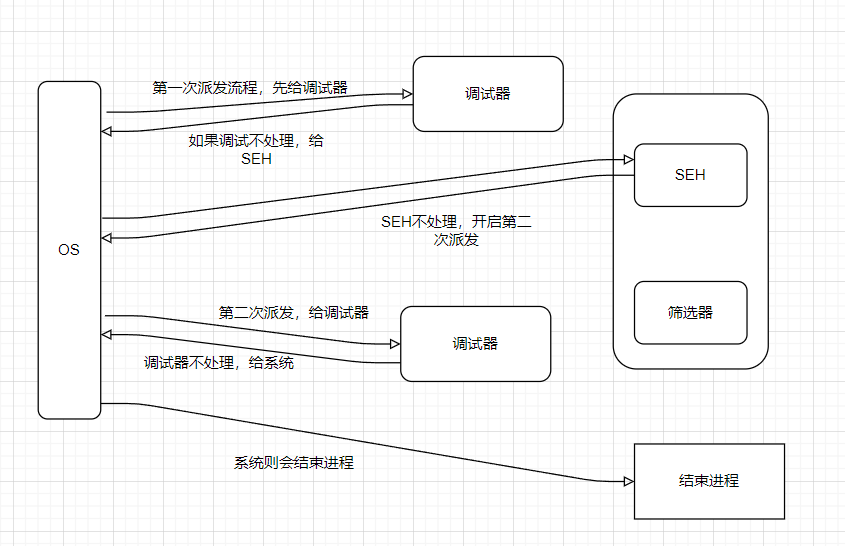 第一次派发流程，先给调试器
调试器
如果调试不处理，给
SEH
SEH
SEH不处理，开启第二
次派发
OS
第二次派发，给调试器
筛选器
调试器
调试器不处理，给系统
系统则会结束进程
结束进程